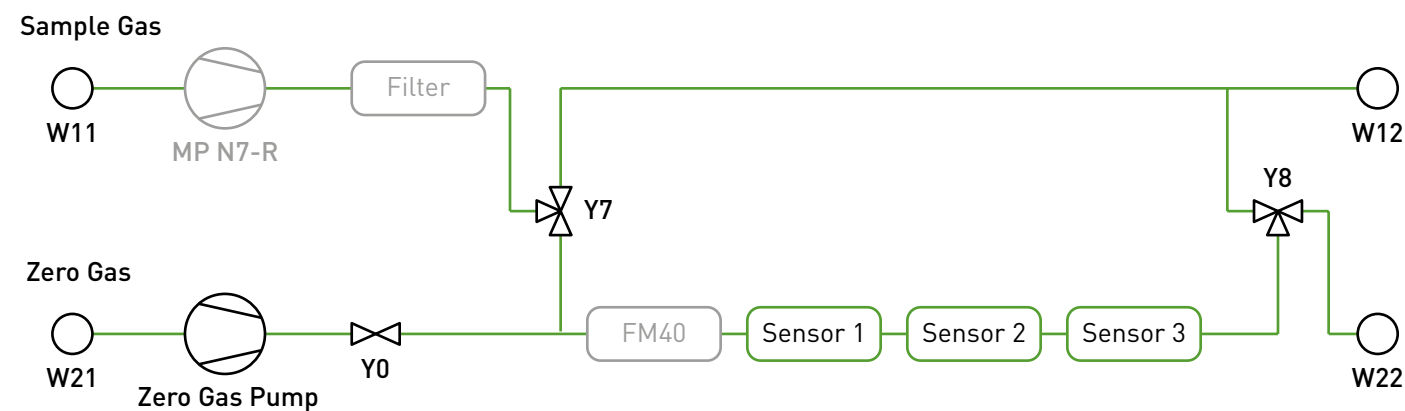 Sample Gas
W11
MP N7-R
Filter
Y7
W12
Y8
Zero Gas
W21
Zero Gas Pump
Y0
FM40
Sensor 1
Sensor 2
Sensor 3
W22